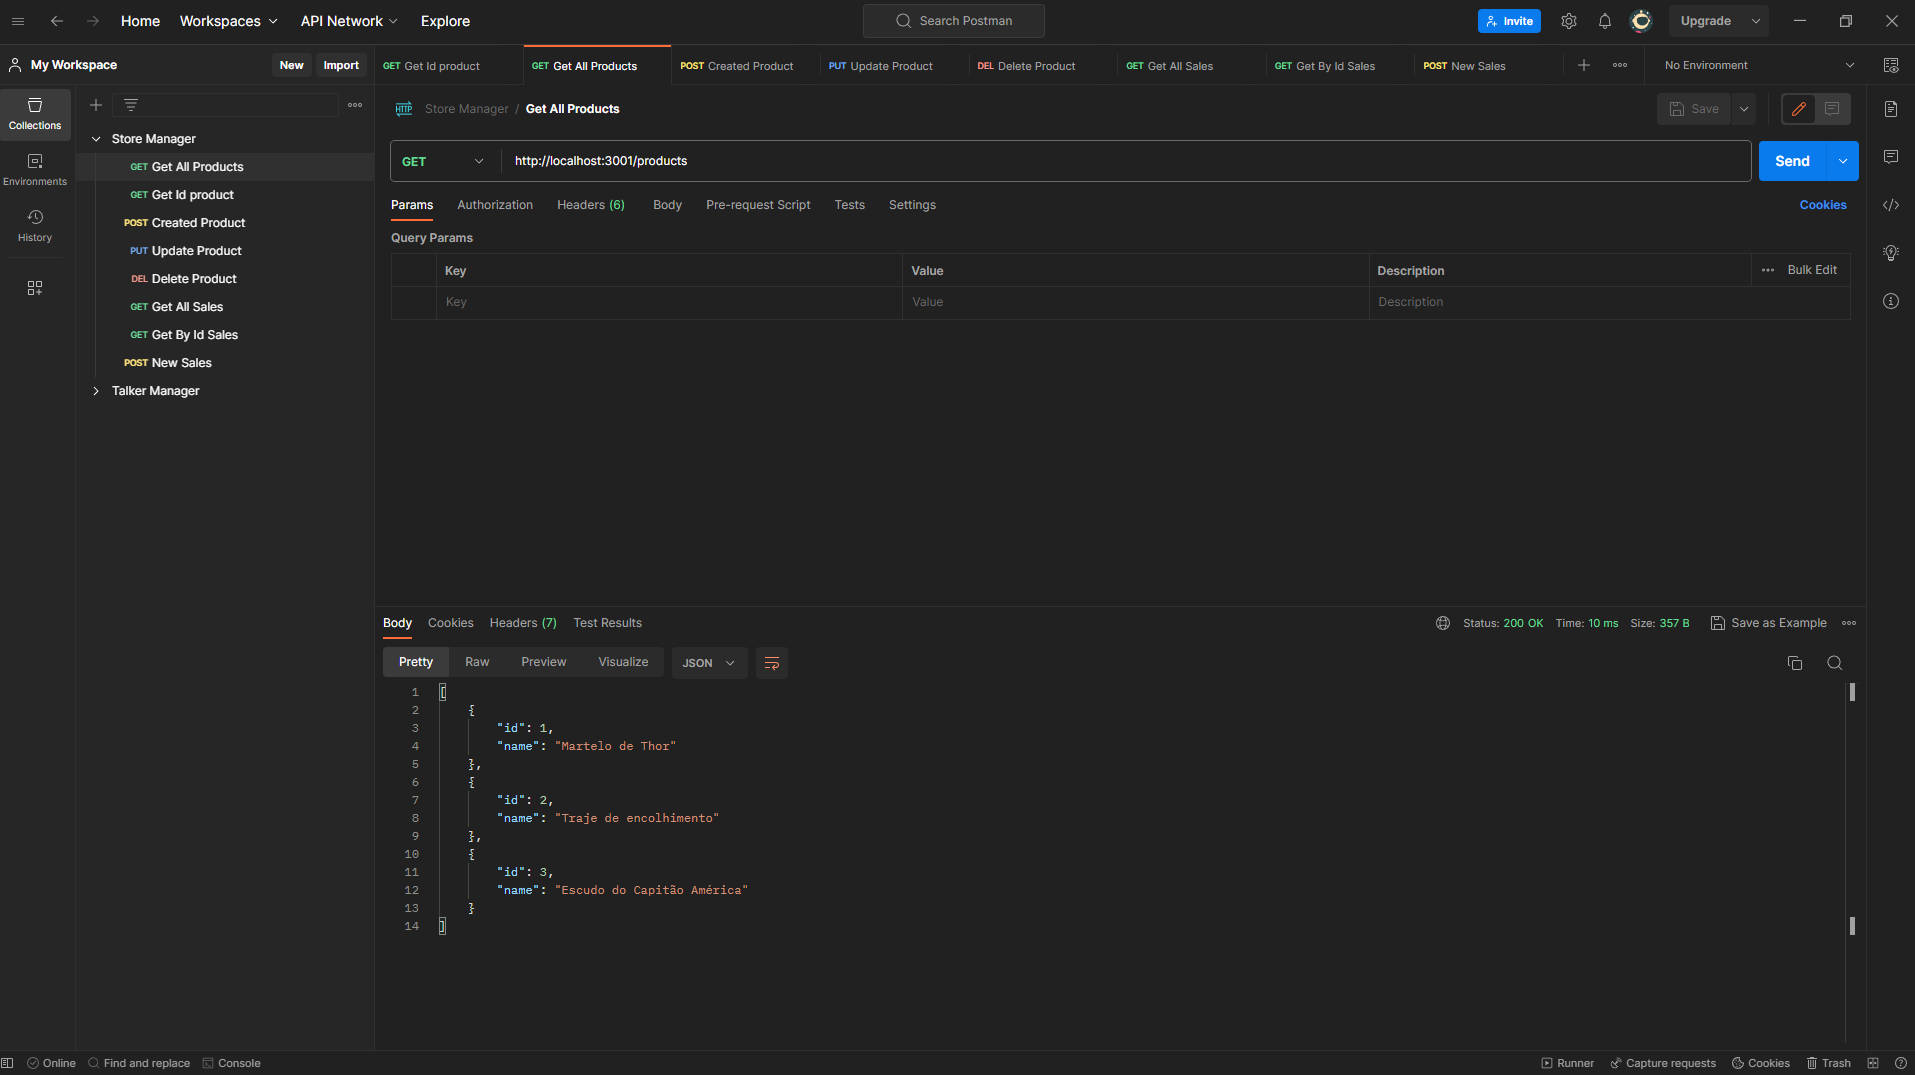 Home Workspaces API Network Explore Search Postman Invite Upgrade
My Workspace New Import GET Get Id product GET Get All Products POST Created Product PUT Update Product DEL Delete Product GET Get All Sales GET Get By Id Sales POST New Sales No Environment
Collections
Environments
History
Store Manager
GET Get All Products
GET Get Id product
POST Created Product
PUT Update Product
DEL Delete Product
GET Get All Sales
GET Get By Id Sales
POST New Sales
Talker Manager
HTTP Store Manager / Get All Products Save
GET http://localhost:3001/products Send
Params Authorization Headers (6) Body Pre-request Script Tests Settings Cookies
Query Params
Key Value Description Bulk Edit
Key Value Description
Body Cookies Headers (7) Test Results Status: 200 OK Time: 10 ms Size: 357 B Save as Example
Pretty Raw Preview Visualize JSON
1 [
2 {
3 "id": 1,
4 "name": "Martelo de Thor"
5 },
6 {
7 "id": 2,
8 "name": "Traje de encolhimento"
9 },
10 {
11 "id": 3,
12 "name": "Escudo do Capitão América"
13 }
14 ]
Online Find and replace Console Runner Capture requests Cookies Trash